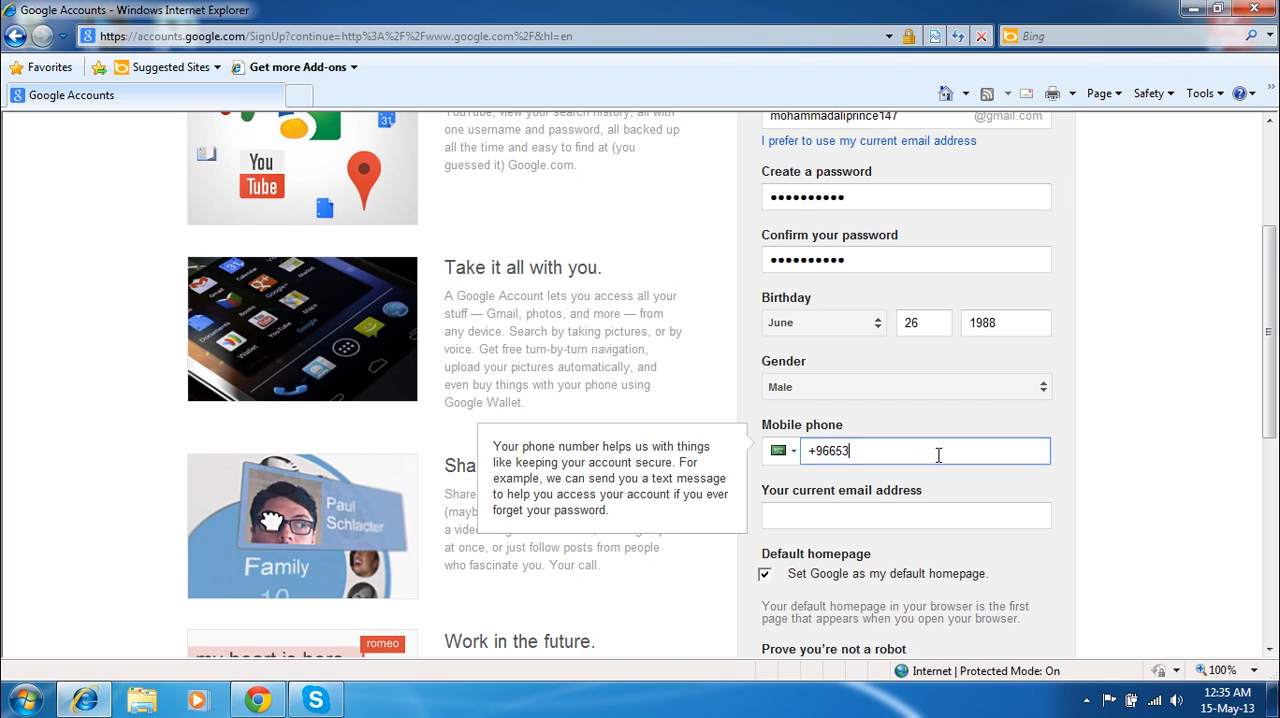 Google Accounts - Windows Internet Explorer
https://accounts.google.com/SignUp?continue=http%3A%2F%2Fwww.google.com%2F&hl=en
Bing
Favorites Suggested Sites Get more Add-ons
Google Accounts
Page Safety Tools
YouTube, view your search history, all with
one username and password, all backed up
all the time and easy to find at (you
guessed it) Google.com.
31
You
Tube
mohammadaliprince147 @gmail.com
I prefer to use my current email address
Create a password
••••••••••
Confirm your password
••••••••••
Birthday
June 26 1988
Gender
Male
Mobile phone
+96653
Take it all with you.
A Google Account lets you access all your
stuff — Gmail, photos, and more — from
any device. Search by taking pictures, or by
voice. Get free turn-by-turn navigation,
upload your pictures automatically, and
even buy things with your phone using
Google Wallet.
Your phone number helps us with things
like keeping your account secure. For
example, we can send you a text message
to help you access your account if you ever
forget your password.
Sha
Share
(mayb
a video
at once, or just follow posts from people
who fascinate you. Your call.
Paul
Schlacter
Family
10
Your current email address
Default homepage
Set Google as my default homepage.
Your default homepage in your browser is the first
page that appears when you open your browser.
Prove you're not a robot
Work in the future.
romeo
my heart is here
Internet | Protected Mode: On
100%
12:35 AM
15-May-13